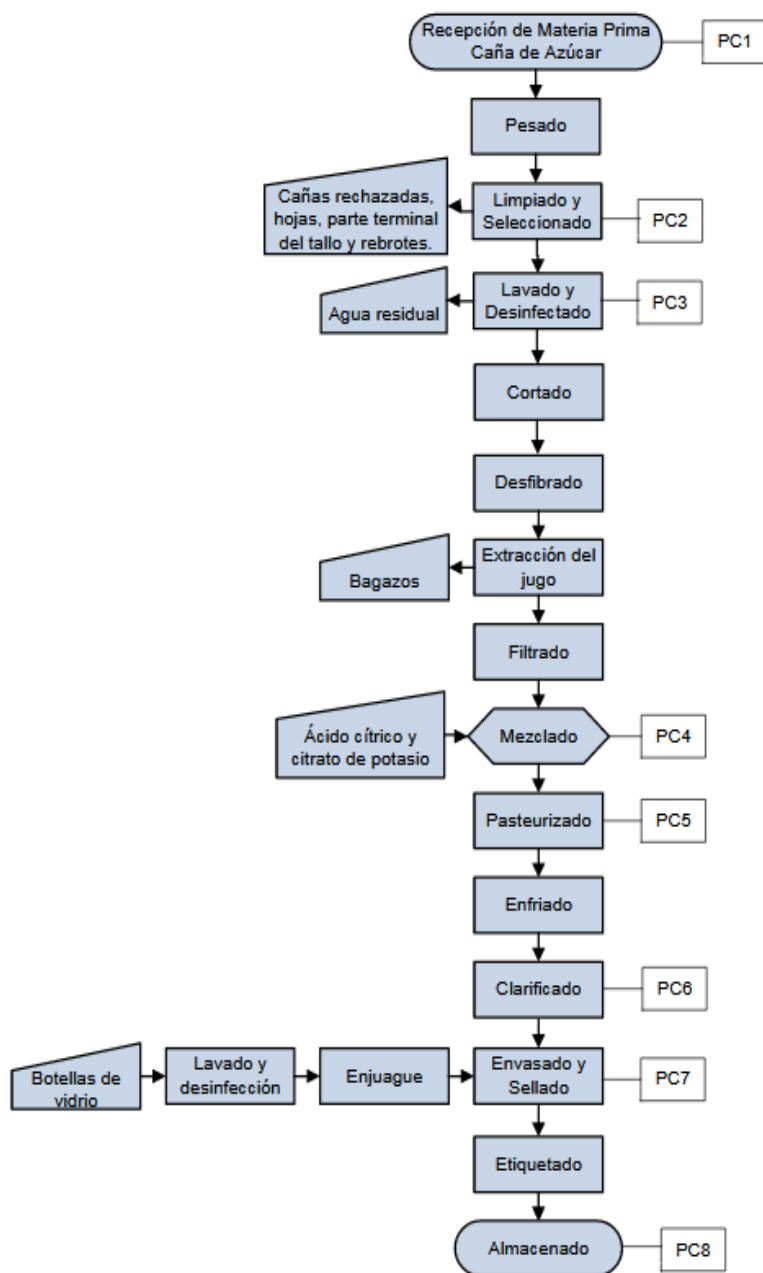 Recepción de Materia Prima
Caña de Azúcar
PC1
Pesado
Cañas rechazadas,
hojas, parte terminal
del tallo y rebrotes.
Limpiado y
Seleccionado
PC2
Agua residual
Lavado y
Desinfectado
PC3
Cortado
Desfibrado
Bagazos
Extracción del
jugo
Filtrado
Ácido cítrico y
citrato de potasio
Mezclado
PC4
Pasteurizado
PC5
Enfriado
Clarificado
PC6
Botellas de
vidrio
Lavado y
desinfección
Enjuague
Envasado y
Sellado
PC7
Etiquetado
Almacenado
PC8